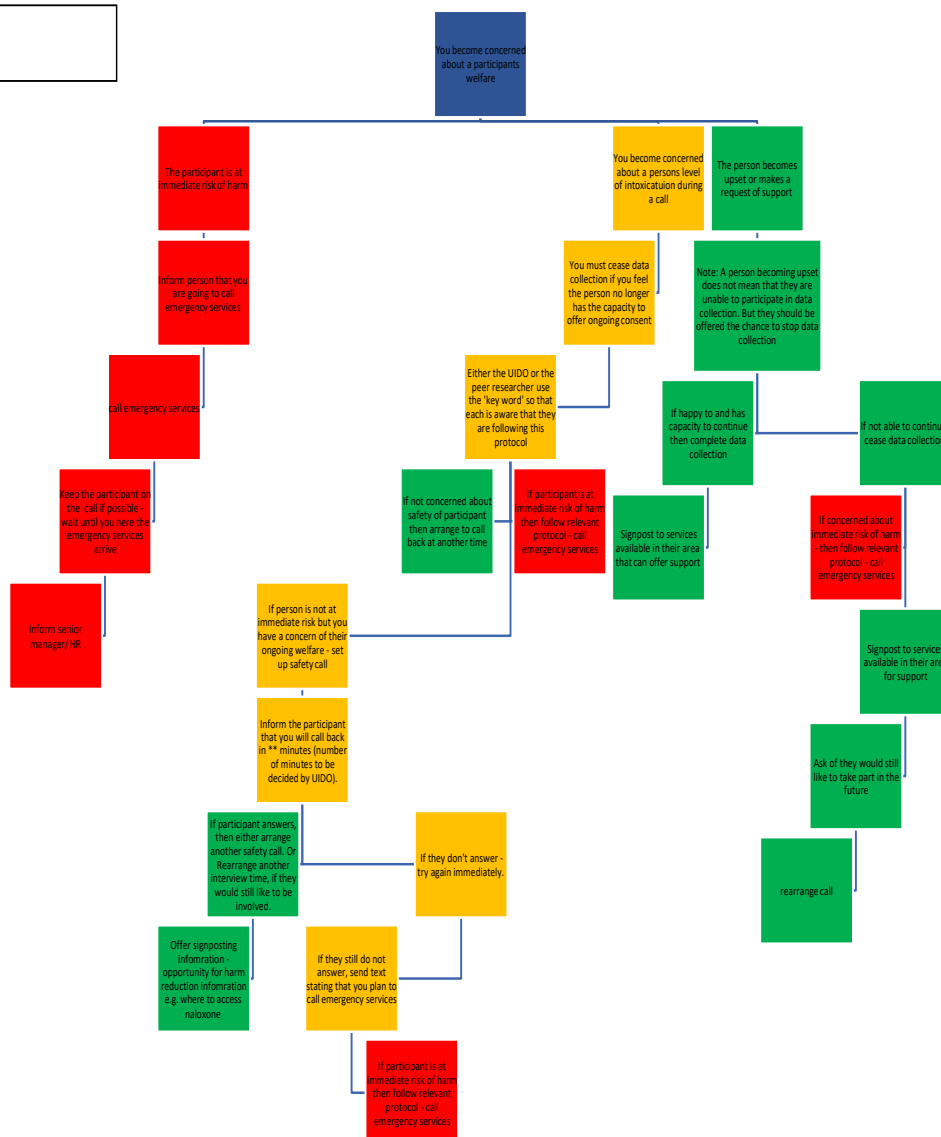 You become concerned
about a participants
welfare
The participant is at
immediate risk of harm
You become concerned
about a persons level
of intoxicatuion during
a call
The person becomes
upset or makes a
request of support
Inform person that you
are going to call
emergency services
You must cease data
collection if you feel
the person no longer
has the capacity to
offer ongoing consent
Note: A person becoming upset
does not mean that they are
unable to participate in data
collection. But they should be
offered the chance to stop data
collection
call emergency services
Either the UIDO or the
peer researcher use
the 'key word' so that
each is aware that they
are following this
protocol
If happy to and has
capacity to continue
then complete data
collection
If not able to continue
cease data collection
Keep the participant on
the call if possible -
wait until you here the
emergency services
arrive
If not concerned about
safety of participant
then arrange to call
back at another time
If participant is at
immediate risk of harm
then follow relevant
protocol - call
emergency services
Signpost to services
available in their area
that can offer support
If concerned about
immediate risk of harm
- then follow relevant
protocol - call
emergency services
Inform senior
manager/ HR
If person is not at
immediate risk but you
have a concern of their
ongoing welfare - set
up safety call
Signpost to services
available in their area
for support
Inform the participant
that you will call back
in ** minutes (number
of minutes to be
decided by UIDO).
Ask of they would still
like to take part in the
future
If participant answers,
then either arrange
another safety call. Or
Rearrange another
interview time, if they
would still like to be
involved.
If they don't answer -
try again immediately.
rearrange call
Offer signposting
infomration -
opportunity for harm
reduction infomration
e.g. where to access
naloxone
If they still do not
answer, send text
stating that you plan to
call emergency services
If participant is at
immediate risk of harm
then follow relevant
protocol - call
emergency services